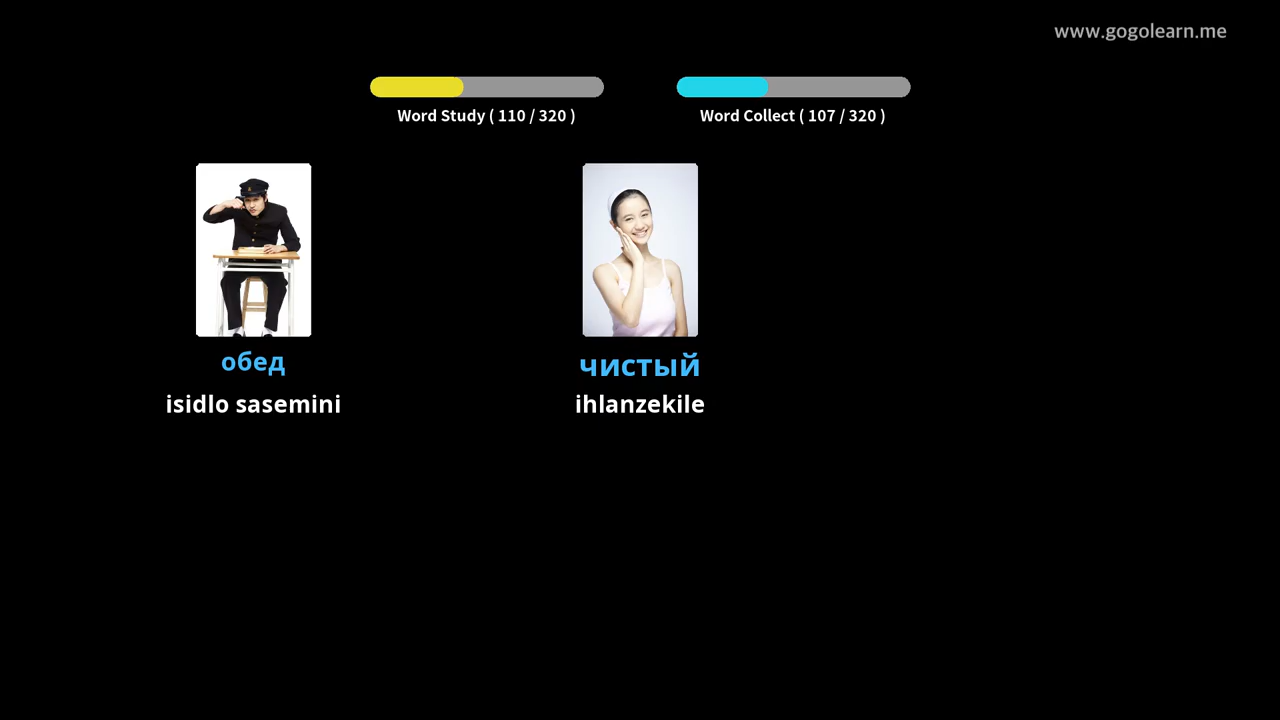 www.gogolearn.me
Word Study ( 110 / 320 )
Word Collect ( 107 / 320 )
обед
чистый
isidlo sasemini
ihlanzekile